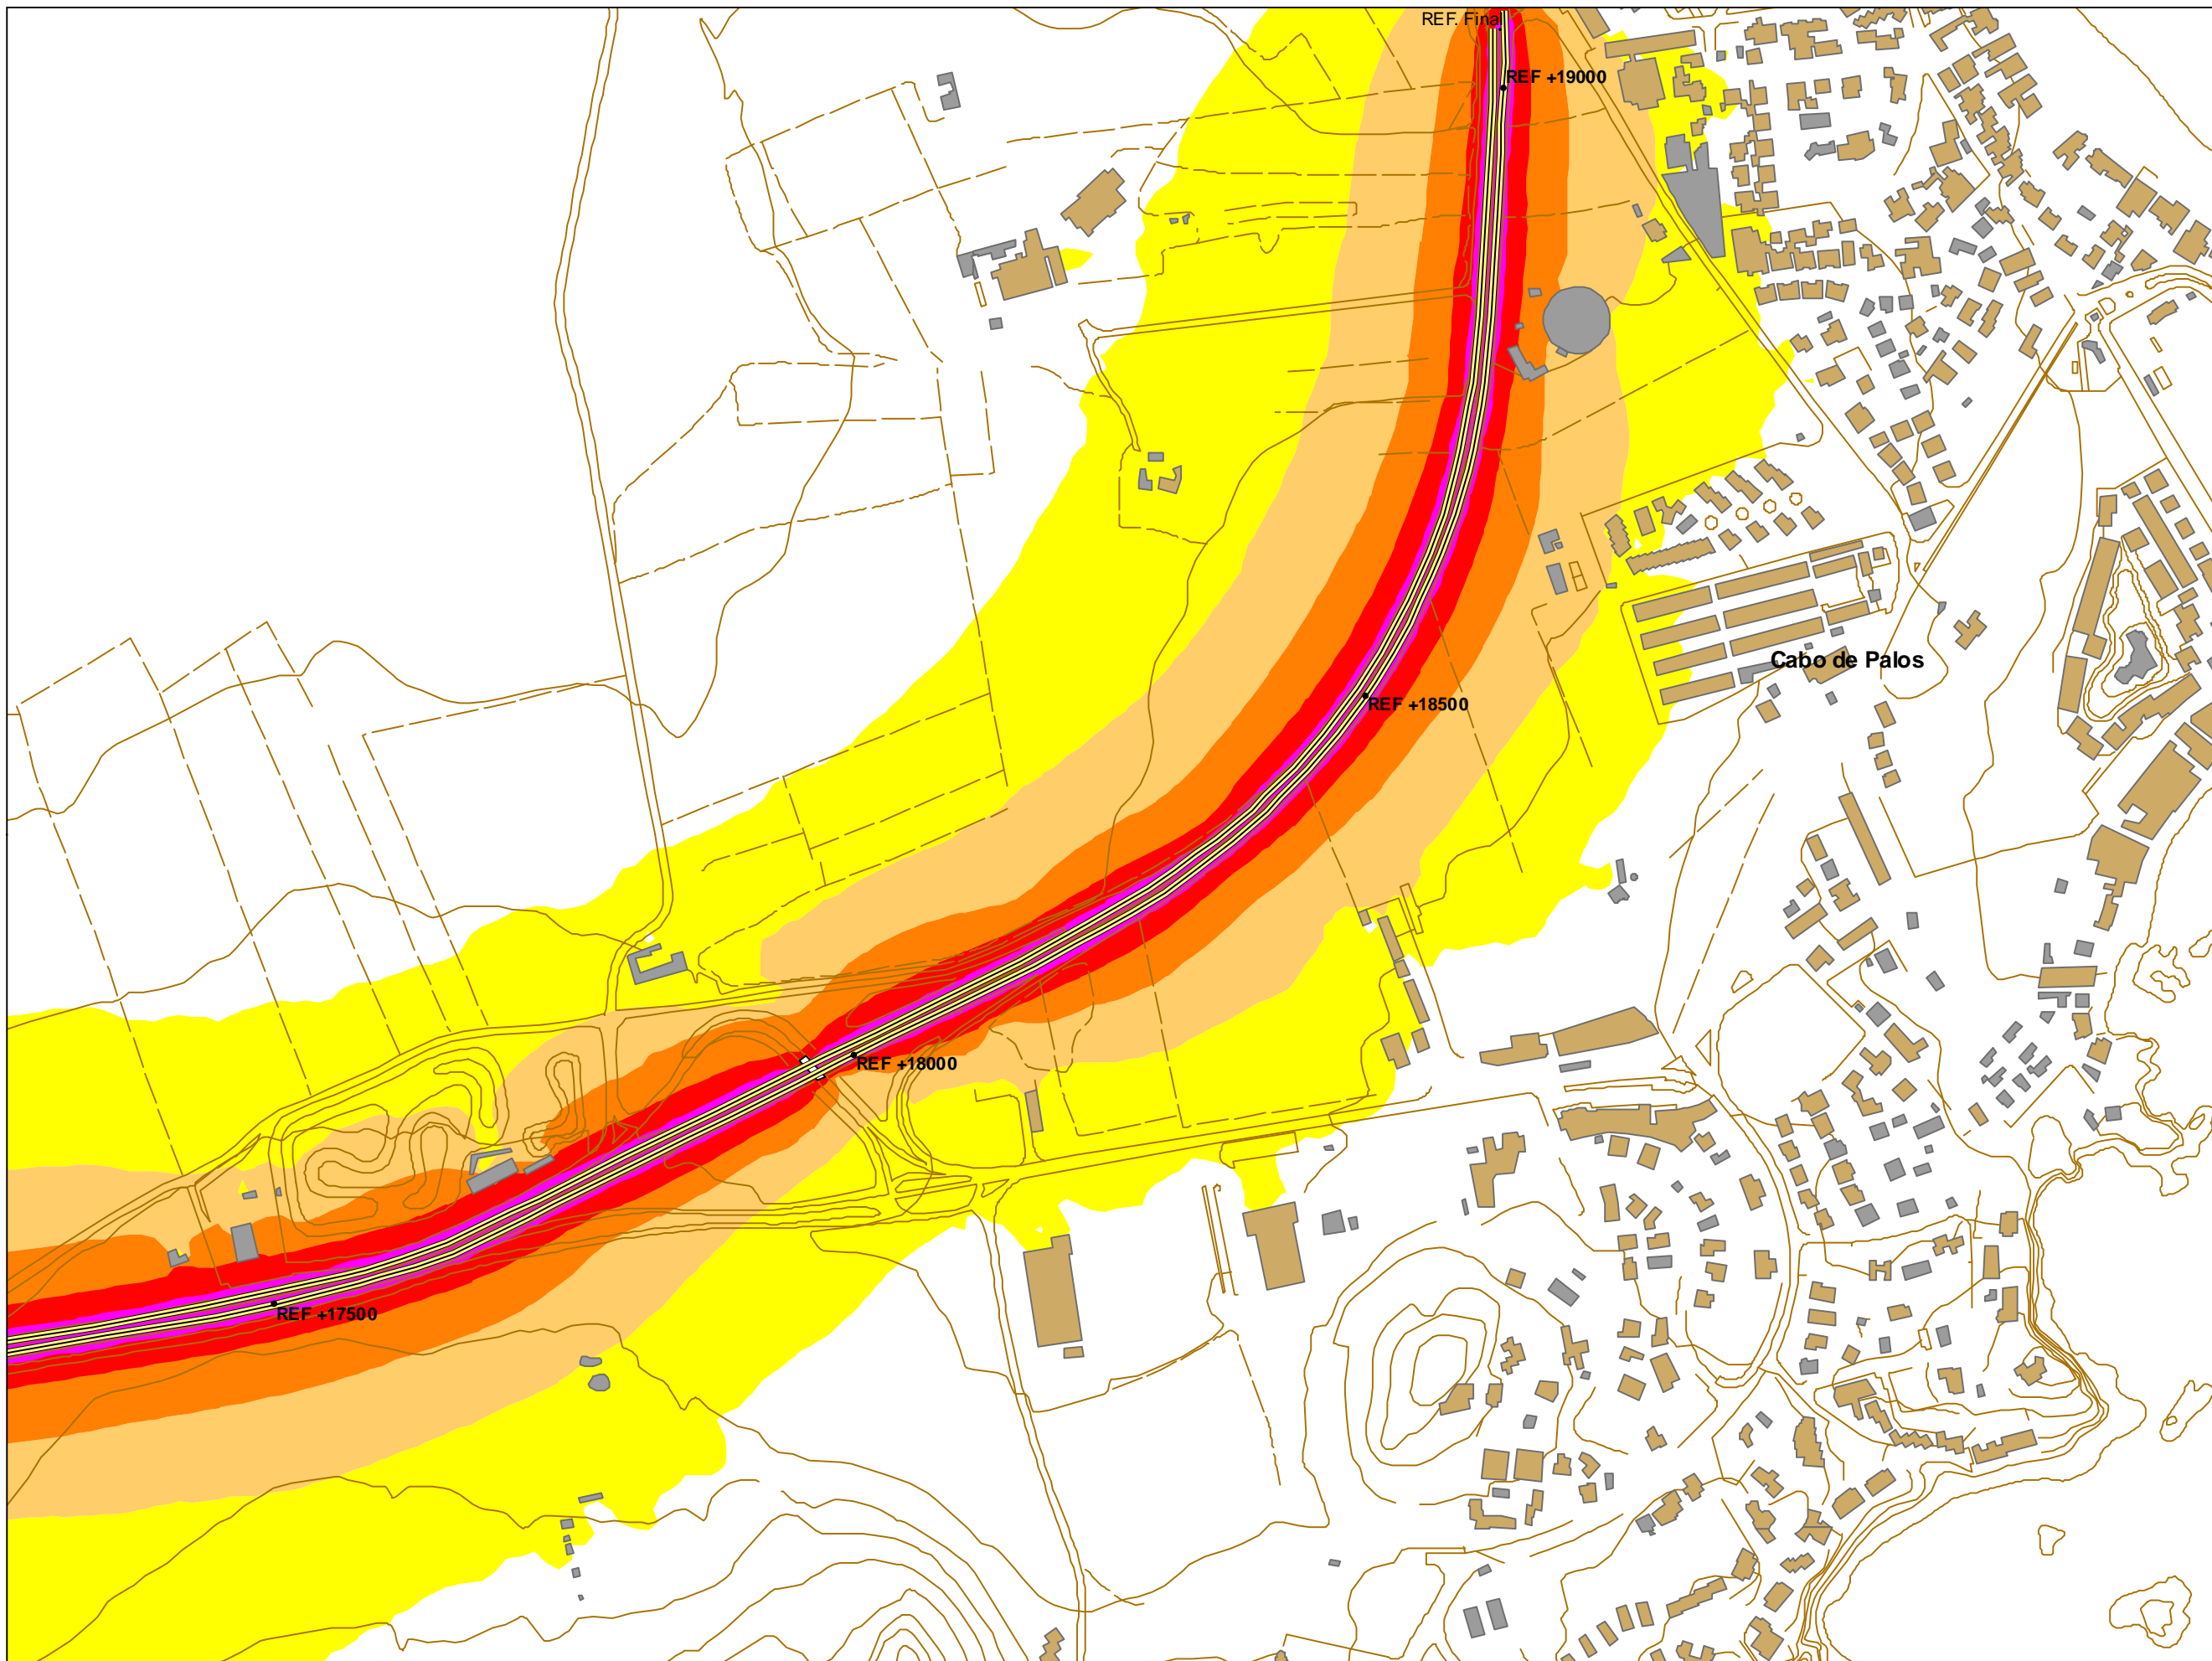 REF. Final
REF +19000
Cabo de Palos
REF +18500
REF +18000
REF +17500